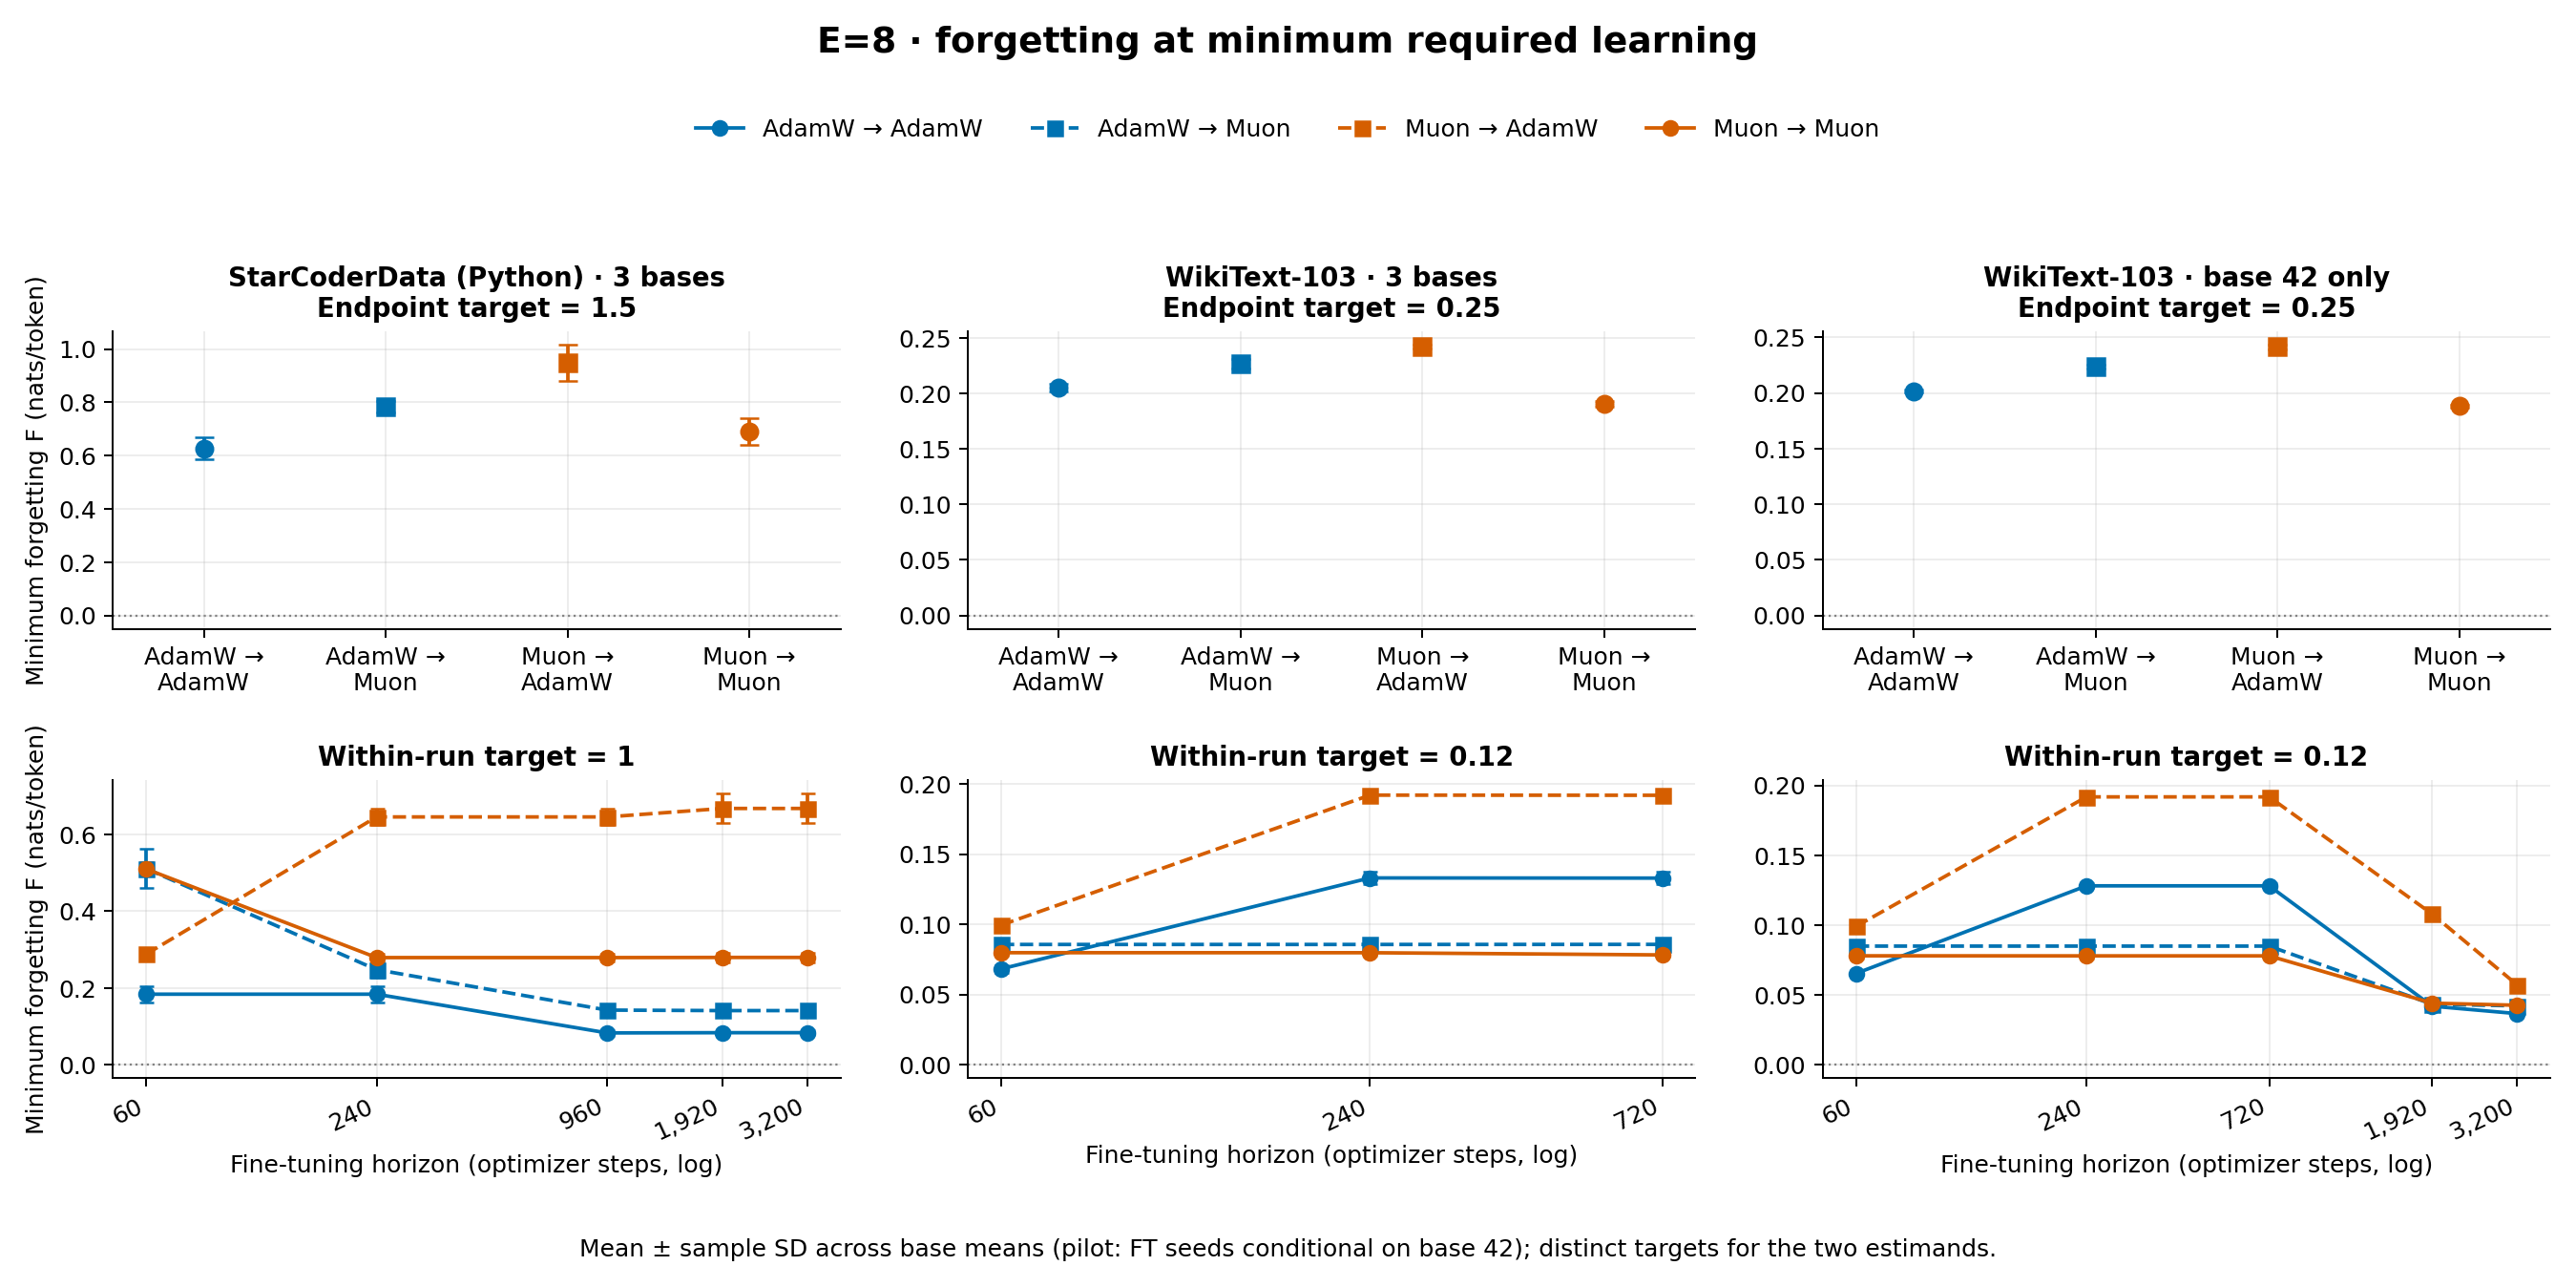 E=8 · forgetting at minimum required learning
AdamW → AdamW
AdamW → Muon
Muon → AdamW
Muon → Muon
StarCoderData (Python) · 3 bases
Endpoint target = 1.5
Minimum forgetting F (nats/token)
1.0
0.8
0.6
0.4
0.2
0.0
AdamW →
AdamW
AdamW →
Muon
Muon →
AdamW
Muon →
Muon
WikiText-103 · 3 bases
Endpoint target = 0.25
0.25
0.20
0.15
0.10
0.05
0.00
AdamW →
AdamW
AdamW →
Muon
Muon →
AdamW
Muon →
Muon
WikiText-103 · base 42 only
Endpoint target = 0.25
0.25
0.20
0.15
0.10
0.05
0.00
AdamW →
AdamW
AdamW →
Muon
Muon →
AdamW
Muon →
Muon
Within-run target = 1
Minimum forgetting F (nats/token)
0.6
0.4
0.2
0.0
60
240
960
1,920
3,200
Fine-tuning horizon (optimizer steps, log)
Within-run target = 0.12
0.20
0.15
0.10
0.05
0.00
60
240
720
Fine-tuning horizon (optimizer steps, log)
Within-run target = 0.12
0.20
0.15
0.10
0.05
0.00
60
240
720
1,920
3,200
Fine-tuning horizon (optimizer steps, log)
Mean ± sample SD across base means (pilot: FT seeds conditional on base 42); distinct targets for the two estimands.